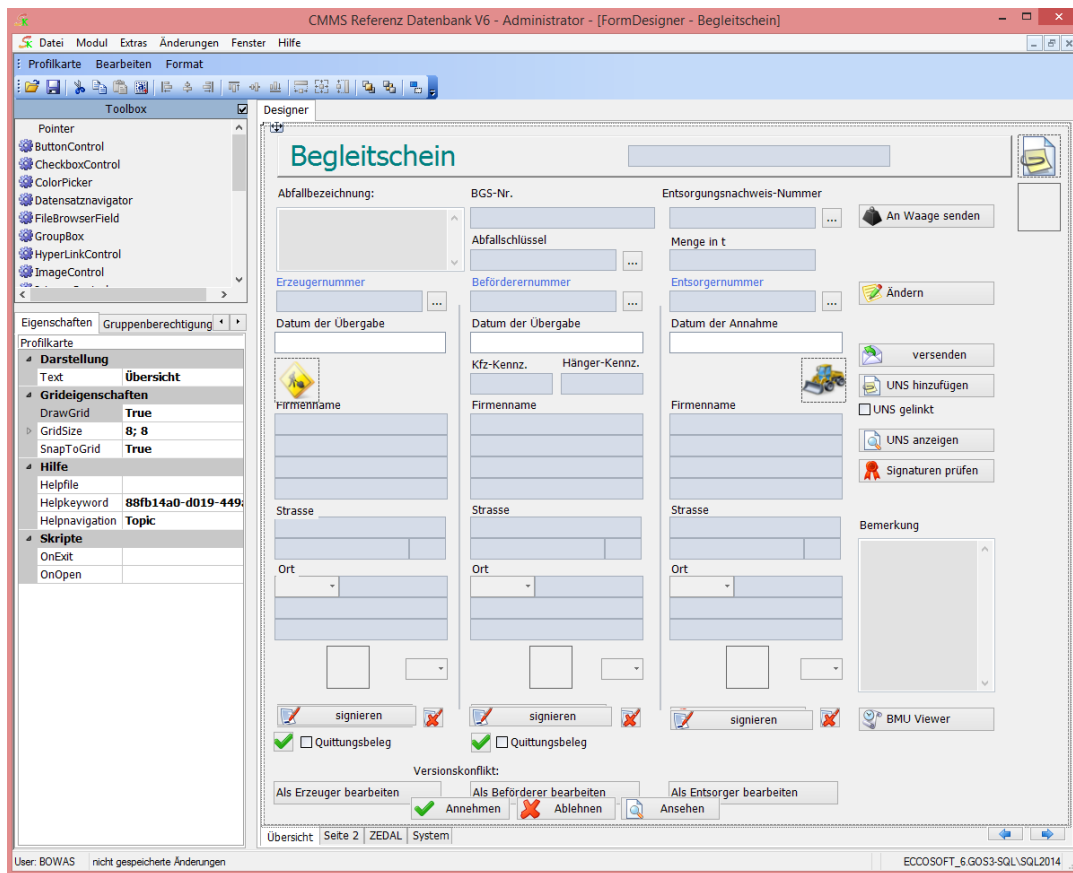 CMMS Referenz Datenbank V6 - Administrator - [FormDesigner - Begleitschein]
Datei Modul Extras Änderungen Fenster Hilfe
Profilkarte Bearbeiten Format
Toolbox
Pointer
ButtonControl
CheckboxControl
ColorPicker
Datensatznavigator
FileBrowserField
GroupBox
HyperLinkControl
ImageControl
Eigenschaften Gruppenberechtigung
Profilkarte
Darstellung
Text Übersicht
Grideigenschaften
DrawGrid True
GridSize 8; 8
SnapToGrid True
Hilfe
Helpfile
Helpkeyword 88fb14a0-d019-449
Helpnavigation Topic
Skripte
OnExit
OnOpen
Designer
Begleitschein
Abfallbezeichnung: BGS-Nr. Entsorgungsnachweis-Nummer
... An Waage senden
Abfallschlüssel Menge in t
...
Erzeugernummer Beförderernummer Entsorgernummer
... ... ... Ändern
Datum der Übergabe Datum der Übergabe Datum der Annahme
versenden
Kfz-Kennz. Hänger-Kennz.
UNS hinzufügen
Firmenname Firmenname Firmenname UNS gelinkt
UNS anzeigen
Signaturen prüfen
Strasse Strasse Strasse
Bemerkung
Ort Ort Ort
signieren signieren signieren BMU Viewer
Quittungsbeleg Quittungsbeleg
Versionskonflikt:
Als Erzeuger bearbeiten Als Beförderer bearbeiten Als Entsorger bearbeiten
Annehmen Ablehnen Ansehen
Übersicht Seite 2 ZEDAL System
User: BOWAS nicht gespeicherte Änderungen ECCOSOFT_6.GOS3-SQL\SQL2014